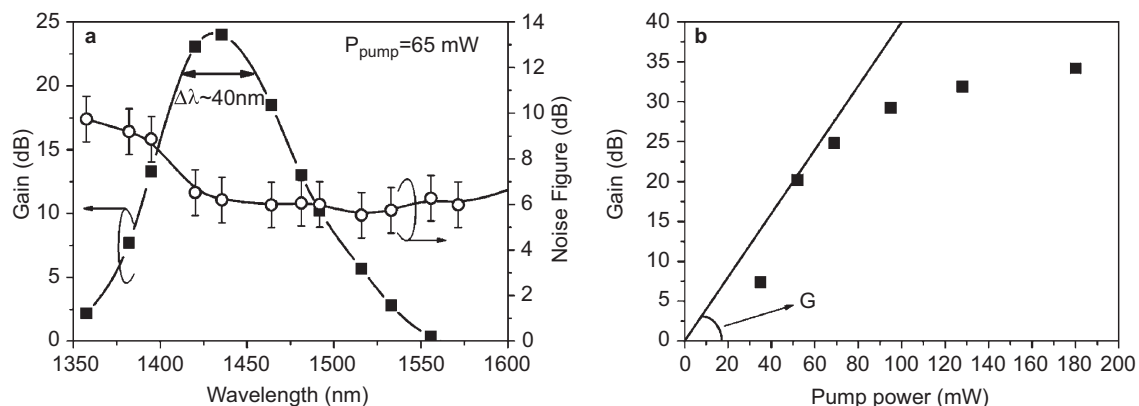 a
P_pump=65 mW
Δλ~40nm
25
20
15
10
5
0
Gain (dB)
14
12
10
8
6
4
2
0
Noise Figure (dB)
1350 1400 1450 1500 1550 1600
Wavelength (nm)
b
40
35
30
25
20
15
10
5
0
Gain (dB)
G
0 20 40 60 80 100 120 140 160 180 200
Pump power (mW)